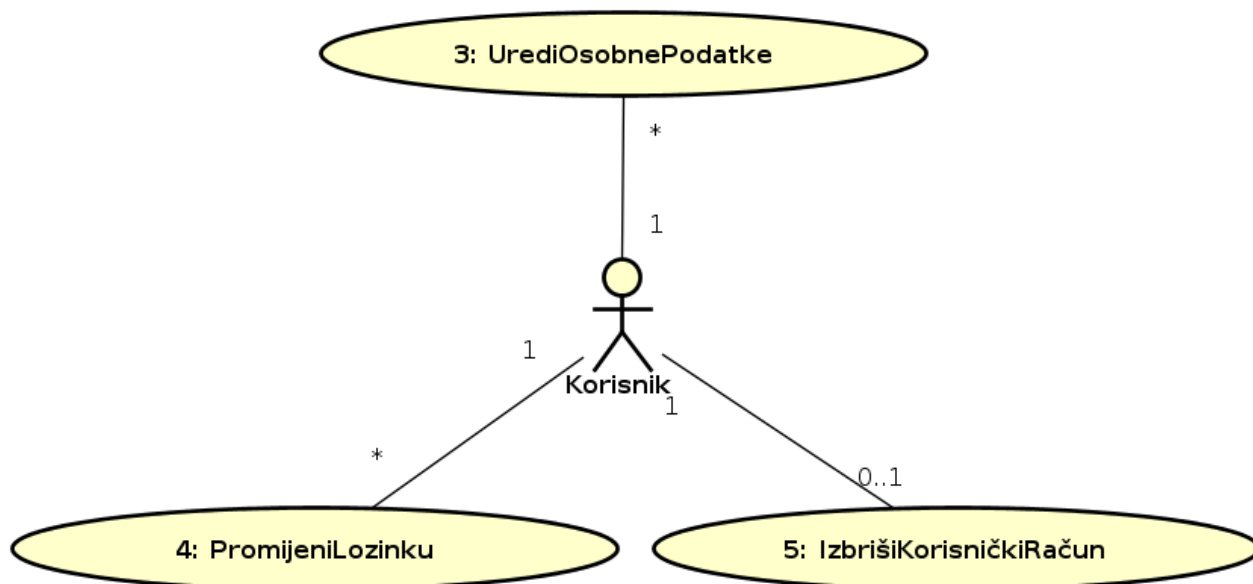 3: UrediOsobnePodatke
*
1
1
Korisnik
1
*
0..1
4: PromijeniLozinku
5: IzbrišiKorisničkiRačun